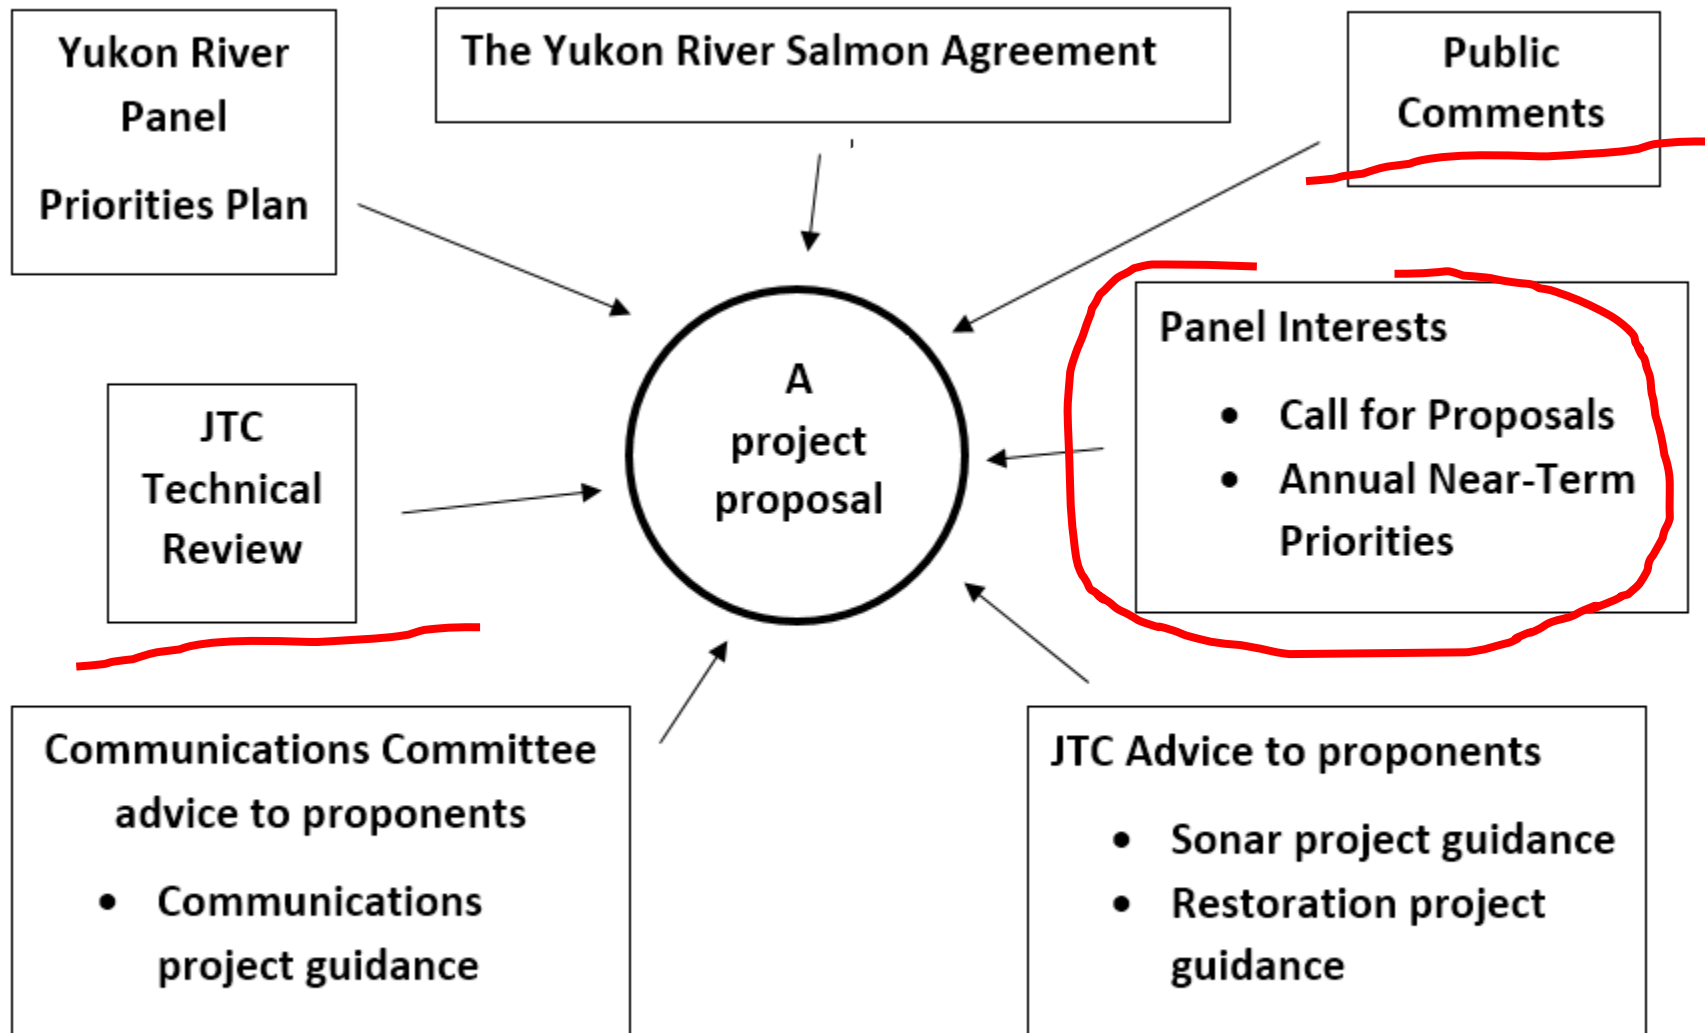 Yukon River
Panel
Priorities Plan
The Yukon River Salmon Agreement
Public
Comments
JTC
Technical
Review
A
project
proposal
Panel Interests
• Call for Proposals
• Annual Near-Term
Priorities
Communications Committee
advice to proponents
• Communications
project guidance
JTC Advice to proponents
• Sonar project guidance
• Restoration project
guidance